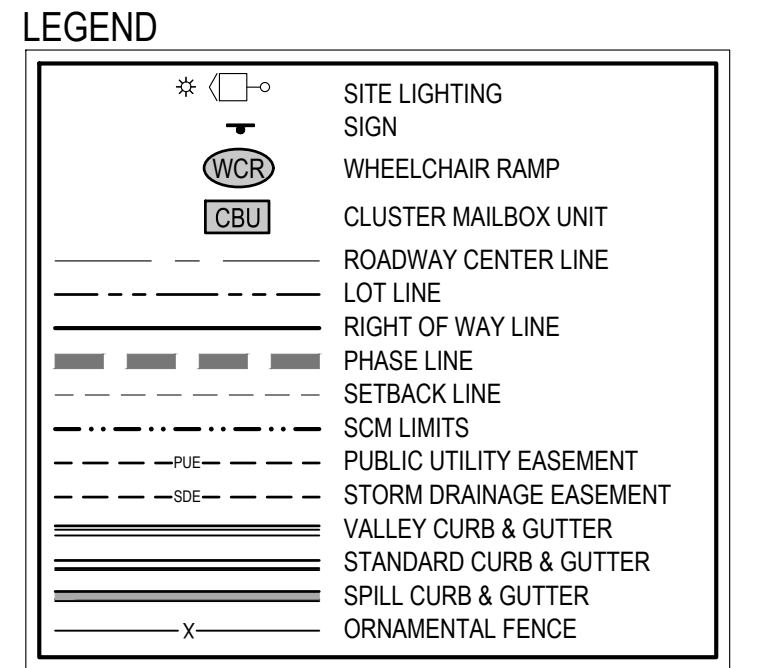 LEGEND
SITE LIGHTING
SIGN
WCR WHEELCHAIR RAMP
CBU CLUSTER MAILBOX UNIT
ROADWAY CENTER LINE
LOT LINE
RIGHT OF WAY LINE
PHASE LINE
SETBACK LINE
SCM LIMITS
PUE PUBLIC UTILITY EASEMENT
SDE STORM DRAINAGE EASEMENT
VALLEY CURB & GUTTER
STANDARD CURB & GUTTER
SPILL CURB & GUTTER
X ORNAMENTAL FENCE